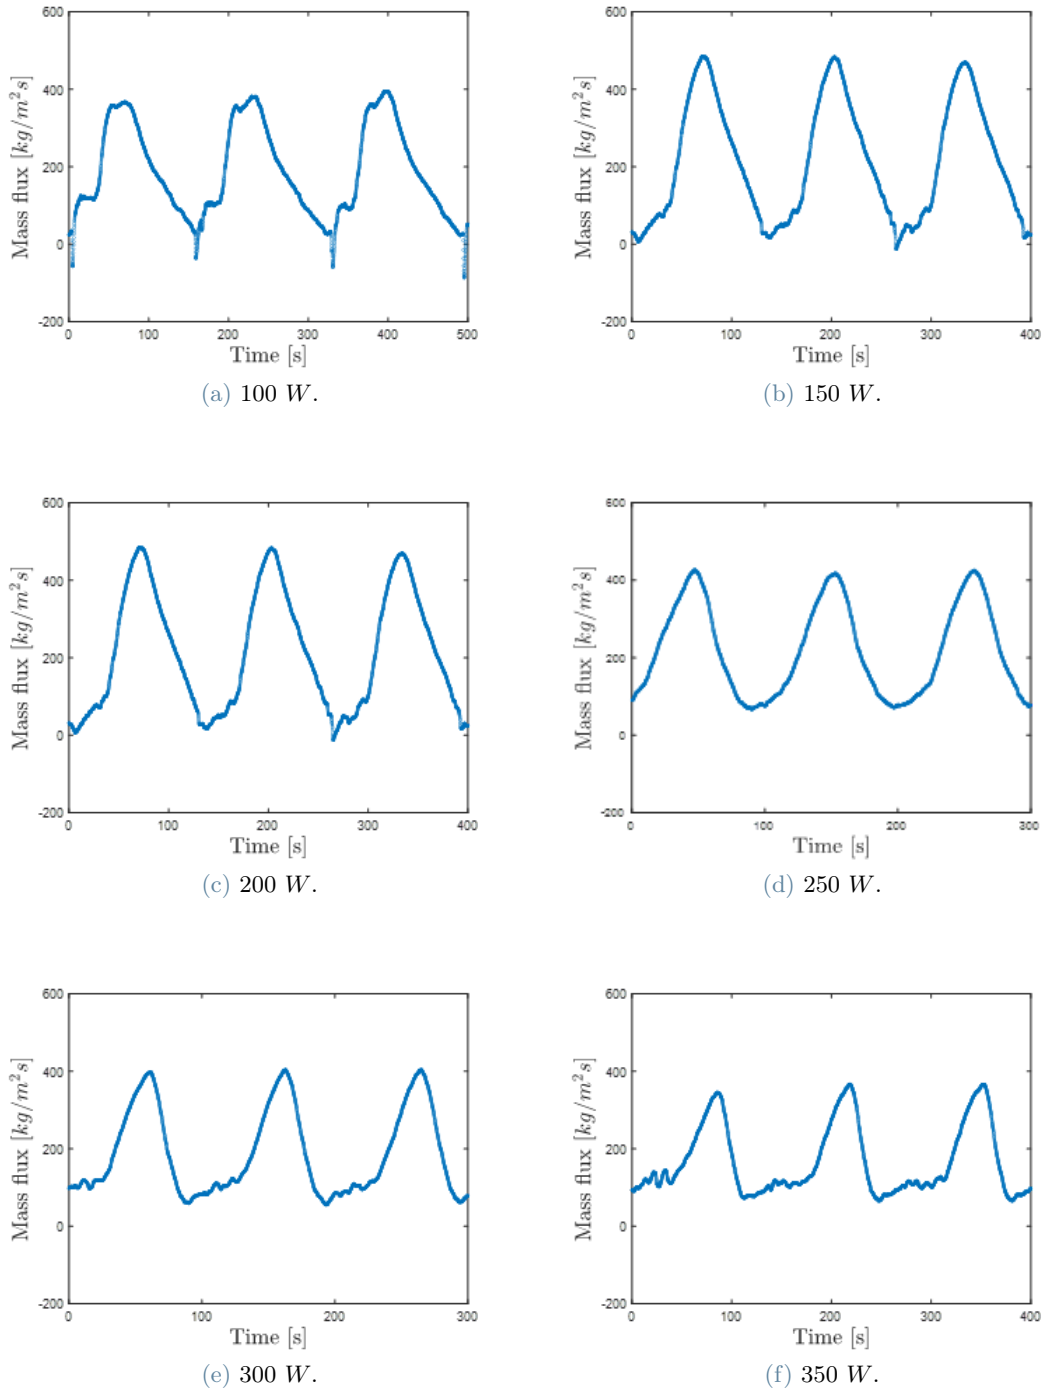 600
400
200
0
-200
0 100 200 300 400 500
Mass flux [kg/m²s]
Time [s]
(a) 100 W.
600
400
200
0
-200
0 100 200 300 400
Mass flux [kg/m²s]
Time [s]
(b) 150 W.
600
400
200
0
-200
0 100 200 300 400
Mass flux [kg/m²s]
Time [s]
(c) 200 W.
600
400
200
0
-200
0 100 200 300
Mass flux [kg/m²s]
Time [s]
(d) 250 W.
600
400
200
0
-200
0 100 200 300
Mass flux [kg/m²s]
Time [s]
(e) 300 W.
600
400
200
0
-200
0 100 200 300 400
Mass flux [kg/m²s]
Time [s]
(f) 350 W.